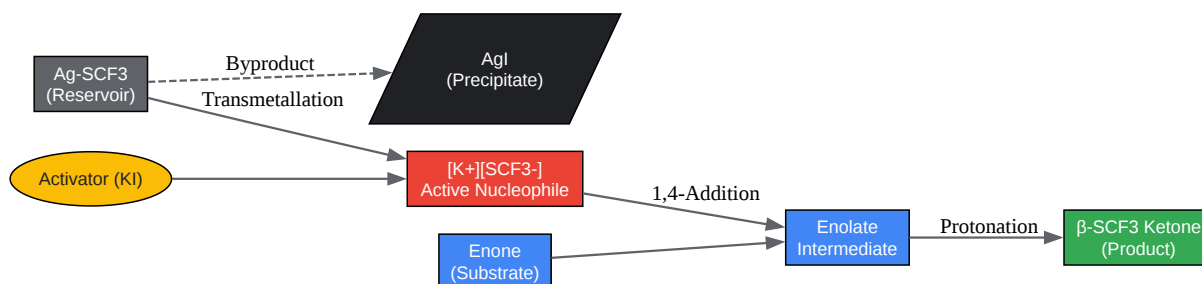 Ag-SCF3
(Reservoir)
Byproduct
AgI
(Precipitate)
Transmetallation
Activator (KI)
[K+][SCF3-]
Active Nucleophile
1,4-Addition
Enone
(Substrate)
Enolate
Intermediate
Protonation
β-SCF3 Ketone
(Product)